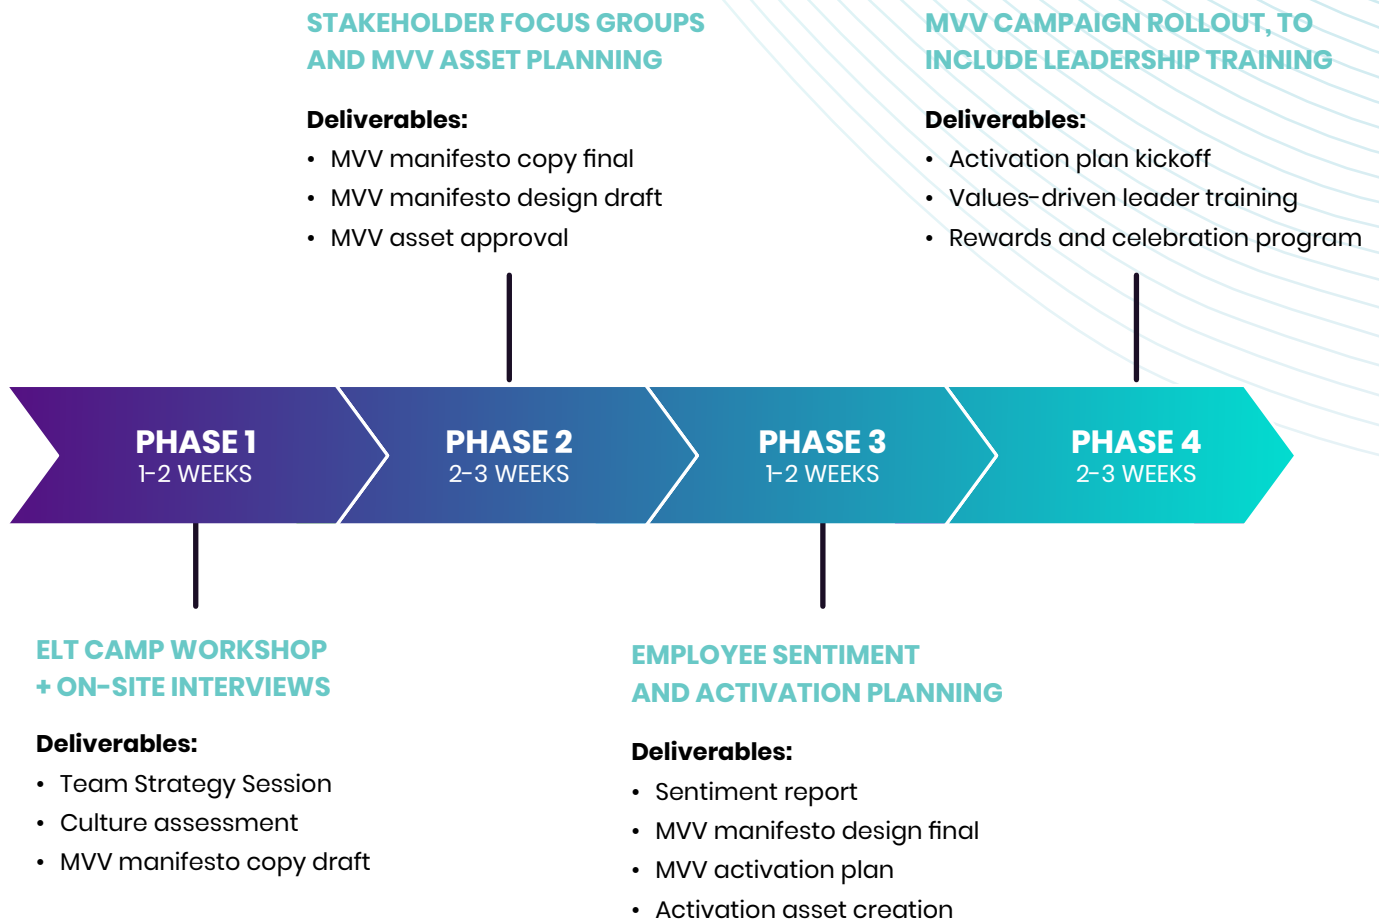 STAKEHOLDER FOCUS GROUPS
AND MVV ASSET PLANNING
Deliverables:
• MVV manifesto copy final
• MVV manifesto design draft
• MVV asset approval
MVV CAMPAIGN ROLLOUT, TO
INCLUDE LEADERSHIP TRAINING
Deliverables:
• Activation plan kickoff
• Values-driven leader training
• Rewards and celebration program
PHASE 1
1-2 WEEKS
PHASE 2
2-3 WEEKS
PHASE 3
1-2 WEEKS
PHASE 4
2-3 WEEKS
ELT CAMP WORKSHOP
+ ON-SITE INTERVIEWS
Deliverables:
• Team Strategy Session
• Culture assessment
• MVV manifesto copy draft
EMPLOYEE SENTIMENT
AND ACTIVATION PLANNING
Deliverables:
• Sentiment report
• MVV manifesto design final
• MVV activation plan
• Activation asset creation